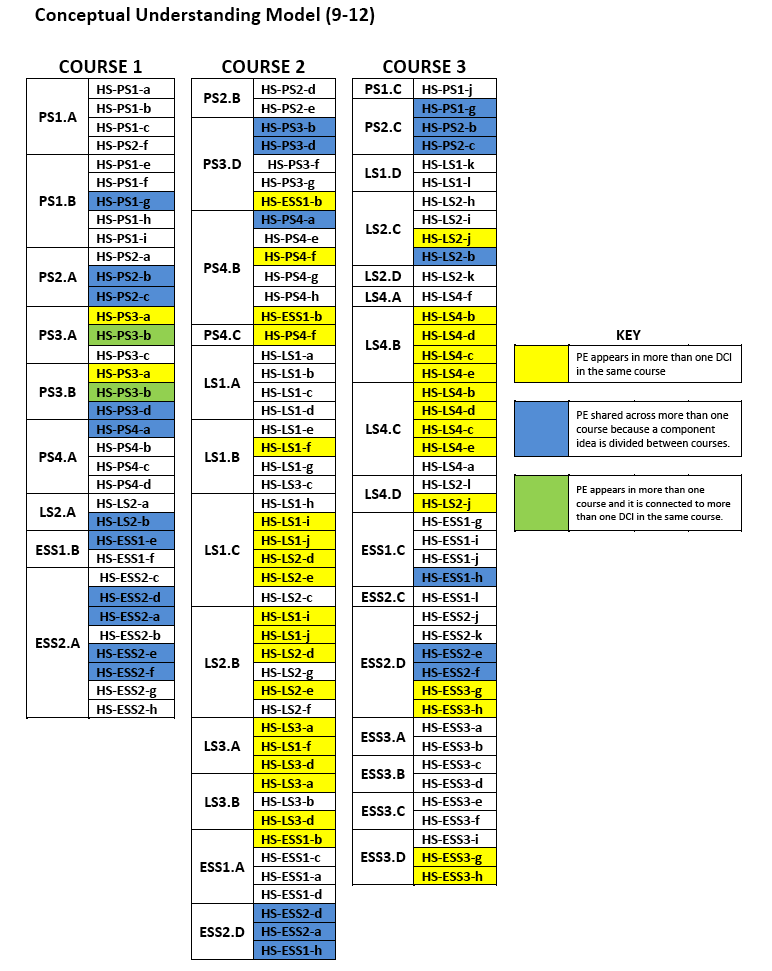 Conceptual Understanding Model (9-12)
COURSE 1
PS1.A
HS-PS1-a
HS-PS1-b
HS-PS1-c
HS-PS2-f
PS1.B
HS-PS1-e
HS-PS1-f
HS-PS1-g
HS-PS1-h
HS-PS1-i
PS2.A
HS-PS2-a
HS-PS2-b
HS-PS2-c
PS3.A
HS-PS3-a
HS-PS3-b
HS-PS3-c
PS3.B
HS-PS3-a
HS-PS3-b
HS-PS3-d
PS4.A
HS-PS4-a
HS-PS4-b
HS-PS4-c
HS-PS4-d
LS2.A
HS-LS2-a
HS-LS2-b
ESS1.B
HS-ESS1-e
HS-ESS1-f
ESS2.A
HS-ESS2-c
HS-ESS2-d
HS-ESS2-a
HS-ESS2-b
HS-ESS2-e
HS-ESS2-f
HS-ESS2-g
HS-ESS2-h
COURSE 2
PS2.B
HS-PS2-d
HS-PS2-e
PS3.D
HS-PS3-b
HS-PS3-d
HS-PS3-f
HS-PS3-g
HS-ESS1-b
PS4.B
HS-PS4-a
HS-PS4-e
HS-PS4-f
HS-PS4-g
HS-PS4-h
HS-ESS1-b
PS4.C
HS-PS4-f
LS1.A
HS-LS1-a
HS-LS1-b
HS-LS1-c
HS-LS1-d
LS1.B
HS-LS1-e
HS-LS1-f
HS-LS1-g
HS-LS3-c
LS1.C
HS-LS1-h
HS-LS1-i
HS-LS1-j
HS-LS2-d
HS-LS2-e
HS-LS2-c
LS2.B
HS-LS1-i
HS-LS1-j
HS-LS2-d
HS-LS2-g
HS-LS2-e
HS-LS2-f
LS3.A
HS-LS3-a
HS-LS1-f
HS-LS3-d
LS3.B
HS-LS3-a
HS-LS3-b
HS-LS3-d
ESS1.A
HS-ESS1-b
HS-ESS1-c
HS-ESS1-a
HS-ESS1-d
ESS2.D
HS-ESS2-d
HS-ESS2-a
HS-ESS1-h
COURSE 3
PS1.C
HS-PS1-j
PS2.C
HS-PS1-g
HS-PS2-b
HS-PS2-c
LS1.D
HS-LS1-k
HS-LS1-l
LS2.C
HS-LS2-h
HS-LS2-i
HS-LS2-j
HS-LS2-b
LS2.D
HS-LS2-k
LS4.A
HS-LS4-f
LS4.B
HS-LS4-b
HS-LS4-d
HS-LS4-c
HS-LS4-e
LS4.C
HS-LS4-b
HS-LS4-d
HS-LS4-c
HS-LS4-e
HS-LS4-a
LS4.D
HS-LS2-l
HS-LS2-j
ESS1.C
HS-ESS1-g
HS-ESS1-i
HS-ESS1-j
HS-ESS1-h
ESS2.C
HS-ESS1-l
ESS2.D
HS-ESS2-j
HS-ESS2-k
HS-ESS2-e
HS-ESS2-f
HS-ESS3-g
HS-ESS3-h
ESS3.A
HS-ESS3-a
HS-ESS3-b
ESS3.B
HS-ESS3-c
HS-ESS3-d
ESS3.C
HS-ESS3-e
HS-ESS3-f
ESS3.D
HS-ESS3-i
HS-ESS3-g
HS-ESS3-h
KEY
PE appears in more than one DCI
in the same course
PE shared across more than one
course because a component
idea is divided between courses.
PE appears in more than one
course and it is connected to more
than one DCI in the same course.